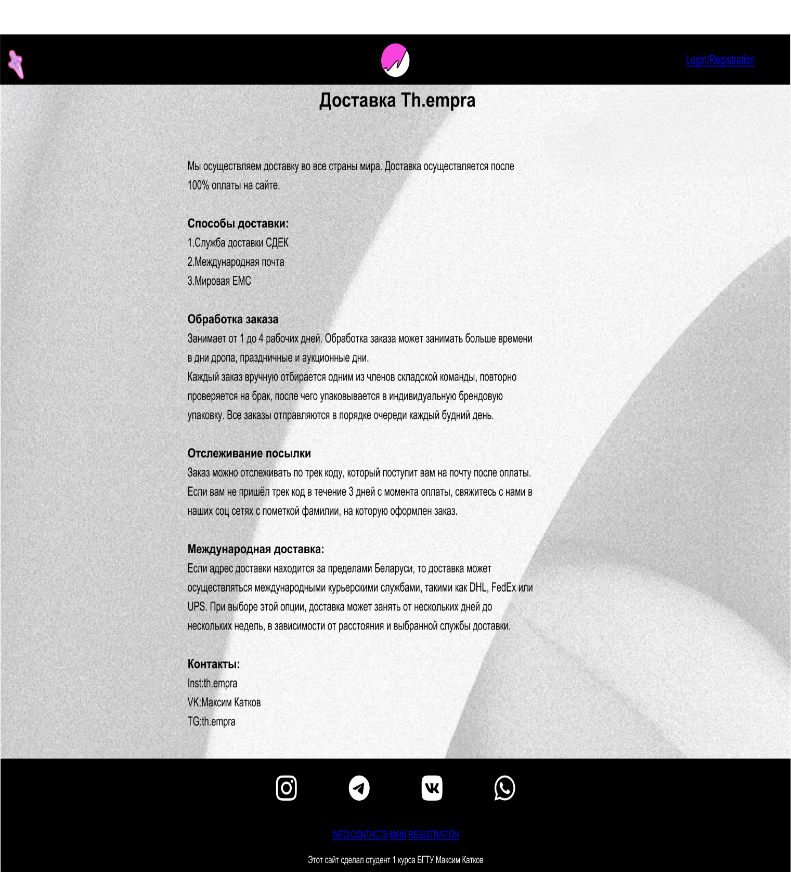 Login/Registration
Доставка Th.empra
Мы осуществляем доставку во все страны мира. Доставка осуществляется после
100% оплаты на сайте.
Способы доставки:
1.Служба доставки СДЕК
2.Международная почта
3.Мировая ЕМС
Обработка заказа
Занимает от 1 до 4 рабочих дней. Обработка заказа может занимать больше времени
в дни дропа, праздничные и аукционные дни.
Каждый заказ вручную отбирается одним из членов складской команды, повторно
проверяется на брак, после чего упаковывается в индивидуальную брендовую
упаковку. Все заказы отправляются в порядке очереди каждый будний день.
Отслеживание посылки
Заказ можно отслеживать по трек коду, который поступит вам на почту после оплаты.
Если вам не пришёл трек код в течение 3 дней с момента оплаты, свяжитесь с нами в
наших соц сетях с пометкой фамилии, на которую оформлен заказ.
Международная доставка:
Если адрес доставки находится за пределами Беларуси, то доставка может
осуществляться международными курьерскими службами, такими как DHL, FedEx или
UPS. При выборе этой опции, доставка может занять от нескольких дней до
нескольких недель, в зависимости от расстояния и выбранной службы доставки.
Контакты:
Inst:th.empra
VK:Максим Катков
TG:th.empra
INFO CONTACTS MAIN REGISTRATION
Этот сайт сделал студент 1 курса БГТУ Максим Катков